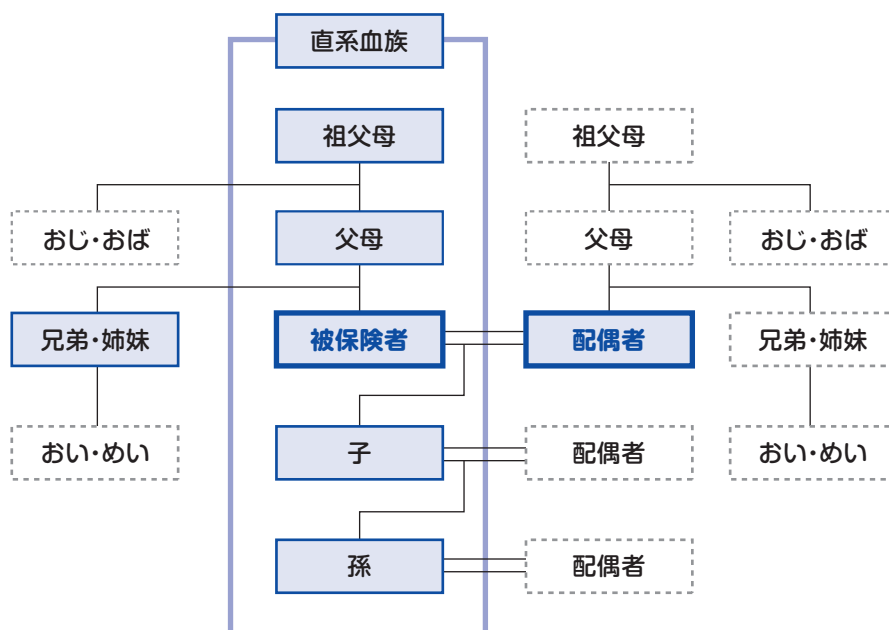 直系血族
祖父母
祖父母
おじ・おば
父母
父母
おじ・おば
兄弟・姉妹
被保険者
配偶者
兄弟・姉妹
おい・めい
子
配偶者
おい・めい
孫
配偶者